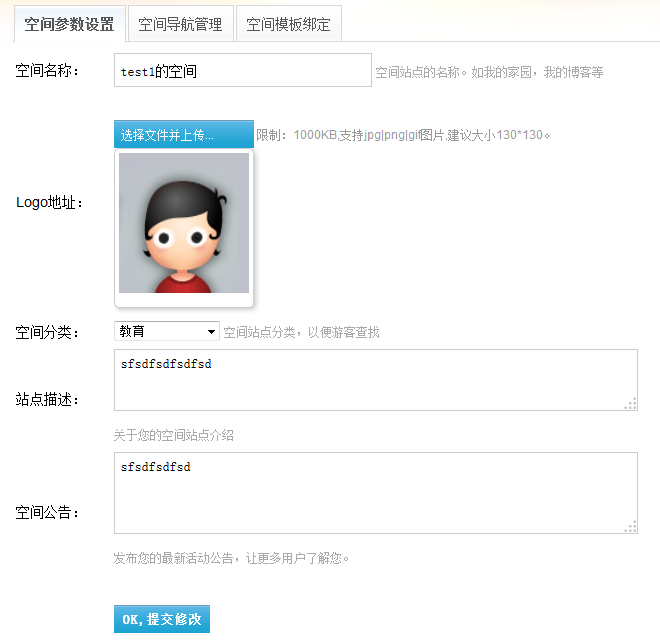 空间参数设置 空间导航管理 空间模板绑定
空间名称： test1的空间 空间站点的名称。如我的家园，我的博客等
选择文件并上传... 限制：1000KB,支持jpg|png|gif图片,建议大小130*130。
Logo地址：
空间分类： 教育 空间站点分类，以便游客查找
sfsdfsdfsdfsd
站点描述：
关于您的空间站点介绍
sfsdfsdfsd
空间公告：
发布您的最新活动公告，让更多用户了解您。
OK,提交修改